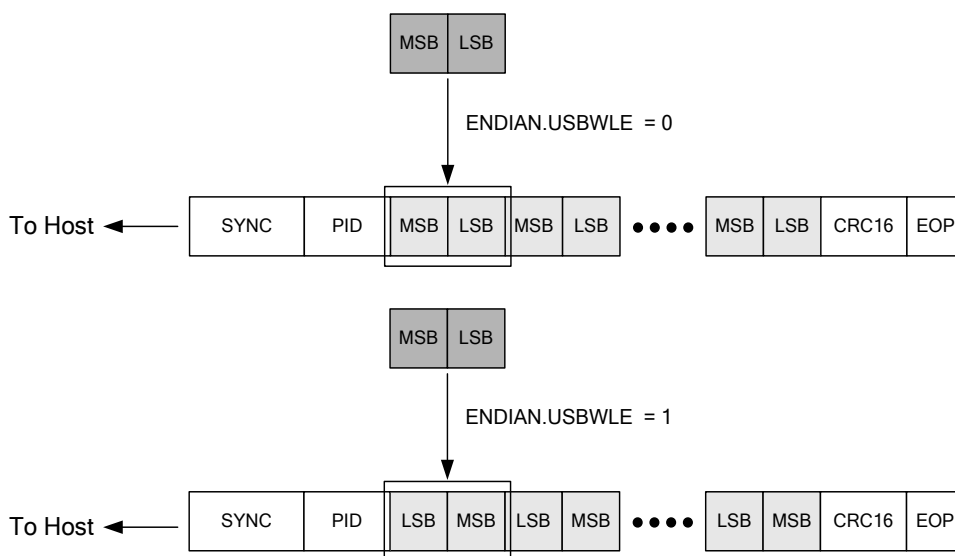 MSB LSB
ENDIAN.USBWLE = 0
To Host SYNC PID MSB LSB MSB LSB MSB LSB CRC16 EOP
MSB LSB
ENDIAN.USBWLE = 1
To Host SYNC PID LSB MSB LSB MSB LSB MSB CRC16 EOP